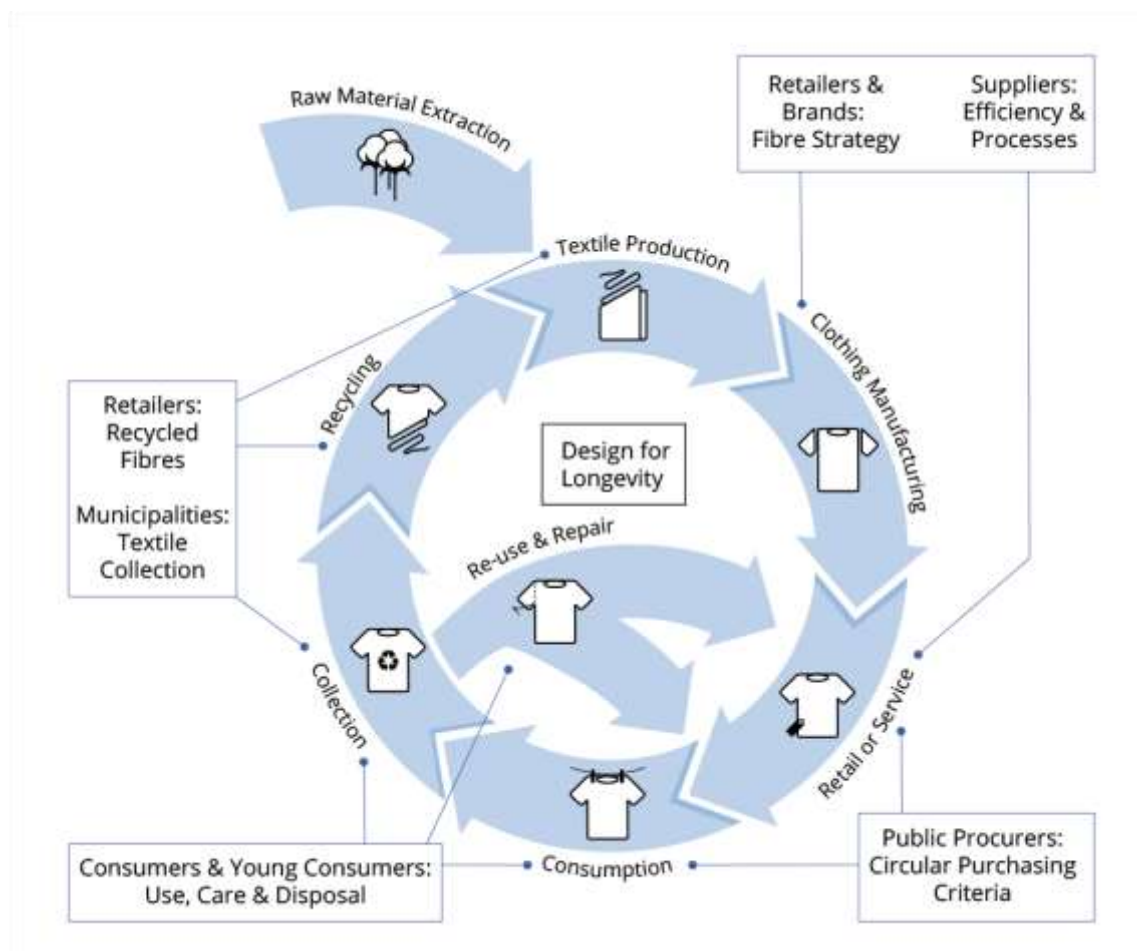 Raw Material Extraction
Retailers &
Brands:
Fibre Strategy
Suppliers:
Efficiency &
Processes
Textile Production
Clothing Manufacturing
Recycling
Retailers:
Recycled
Fibres
Municipalities:
Textile
Collection
Design for
Longevity
Re-use & Repair
Collection
Retail or Service
Consumers & Young Consumers:
Use, Care & Disposal
Consumption
Public Procurers:
Circular Purchasing
Criteria